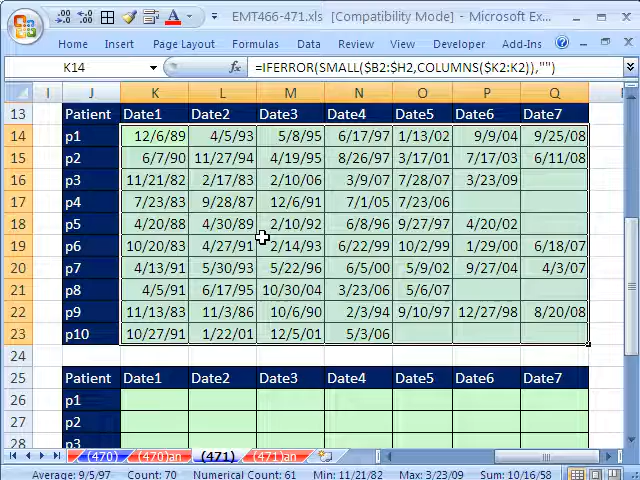 EMT466-471.xls [Compatibility Mode] - Microsoft Ex...
Home Insert Page Layout Formulas Data Review View Developer Add-Ins
K14 fx =IFERROR(SMALL($B2:$H2,COLUMNS($K2:K2)),"")
I J K L M N O P Q
13 Patient Date1 Date2 Date3 Date4 Date5 Date6 Date7
14 p1 12/6/89 4/5/93 5/8/95 6/17/97 1/13/02 9/9/04 9/25/08
15 p2 6/7/90 11/27/94 4/19/95 8/26/97 3/17/01 7/17/03 6/11/08
16 p3 11/21/82 2/17/83 2/10/06 3/9/07 7/28/07 3/23/09
17 p4 7/23/83 9/28/87 12/6/91 7/1/05 7/23/06
18 p5 4/20/88 4/30/89 2/10/92 6/8/96 9/27/97 4/20/02
19 p6 10/20/83 4/27/91 2/14/93 6/22/99 10/2/99 1/29/00 6/18/07
20 p7 4/13/91 5/30/93 5/22/96 6/5/00 5/9/02 9/27/04 4/3/07
21 p8 4/5/91 6/17/95 10/30/04 3/23/06 5/6/07
22 p9 11/13/83 11/3/86 10/6/90 2/3/94 9/10/97 12/27/98 8/20/08
23 p10 10/27/91 1/22/01 12/5/01 5/3/06
24
25 Patient Date1 Date2 Date3 Date4 Date5 Date6 Date7
26 p1
27 p2
28 p3
(470) (470)an (471) (471)an
Average: 9/5/97 Count: 70 Numerical Count: 61 Min: 11/21/82 Max: 3/23/09 Sum: 10/16/58